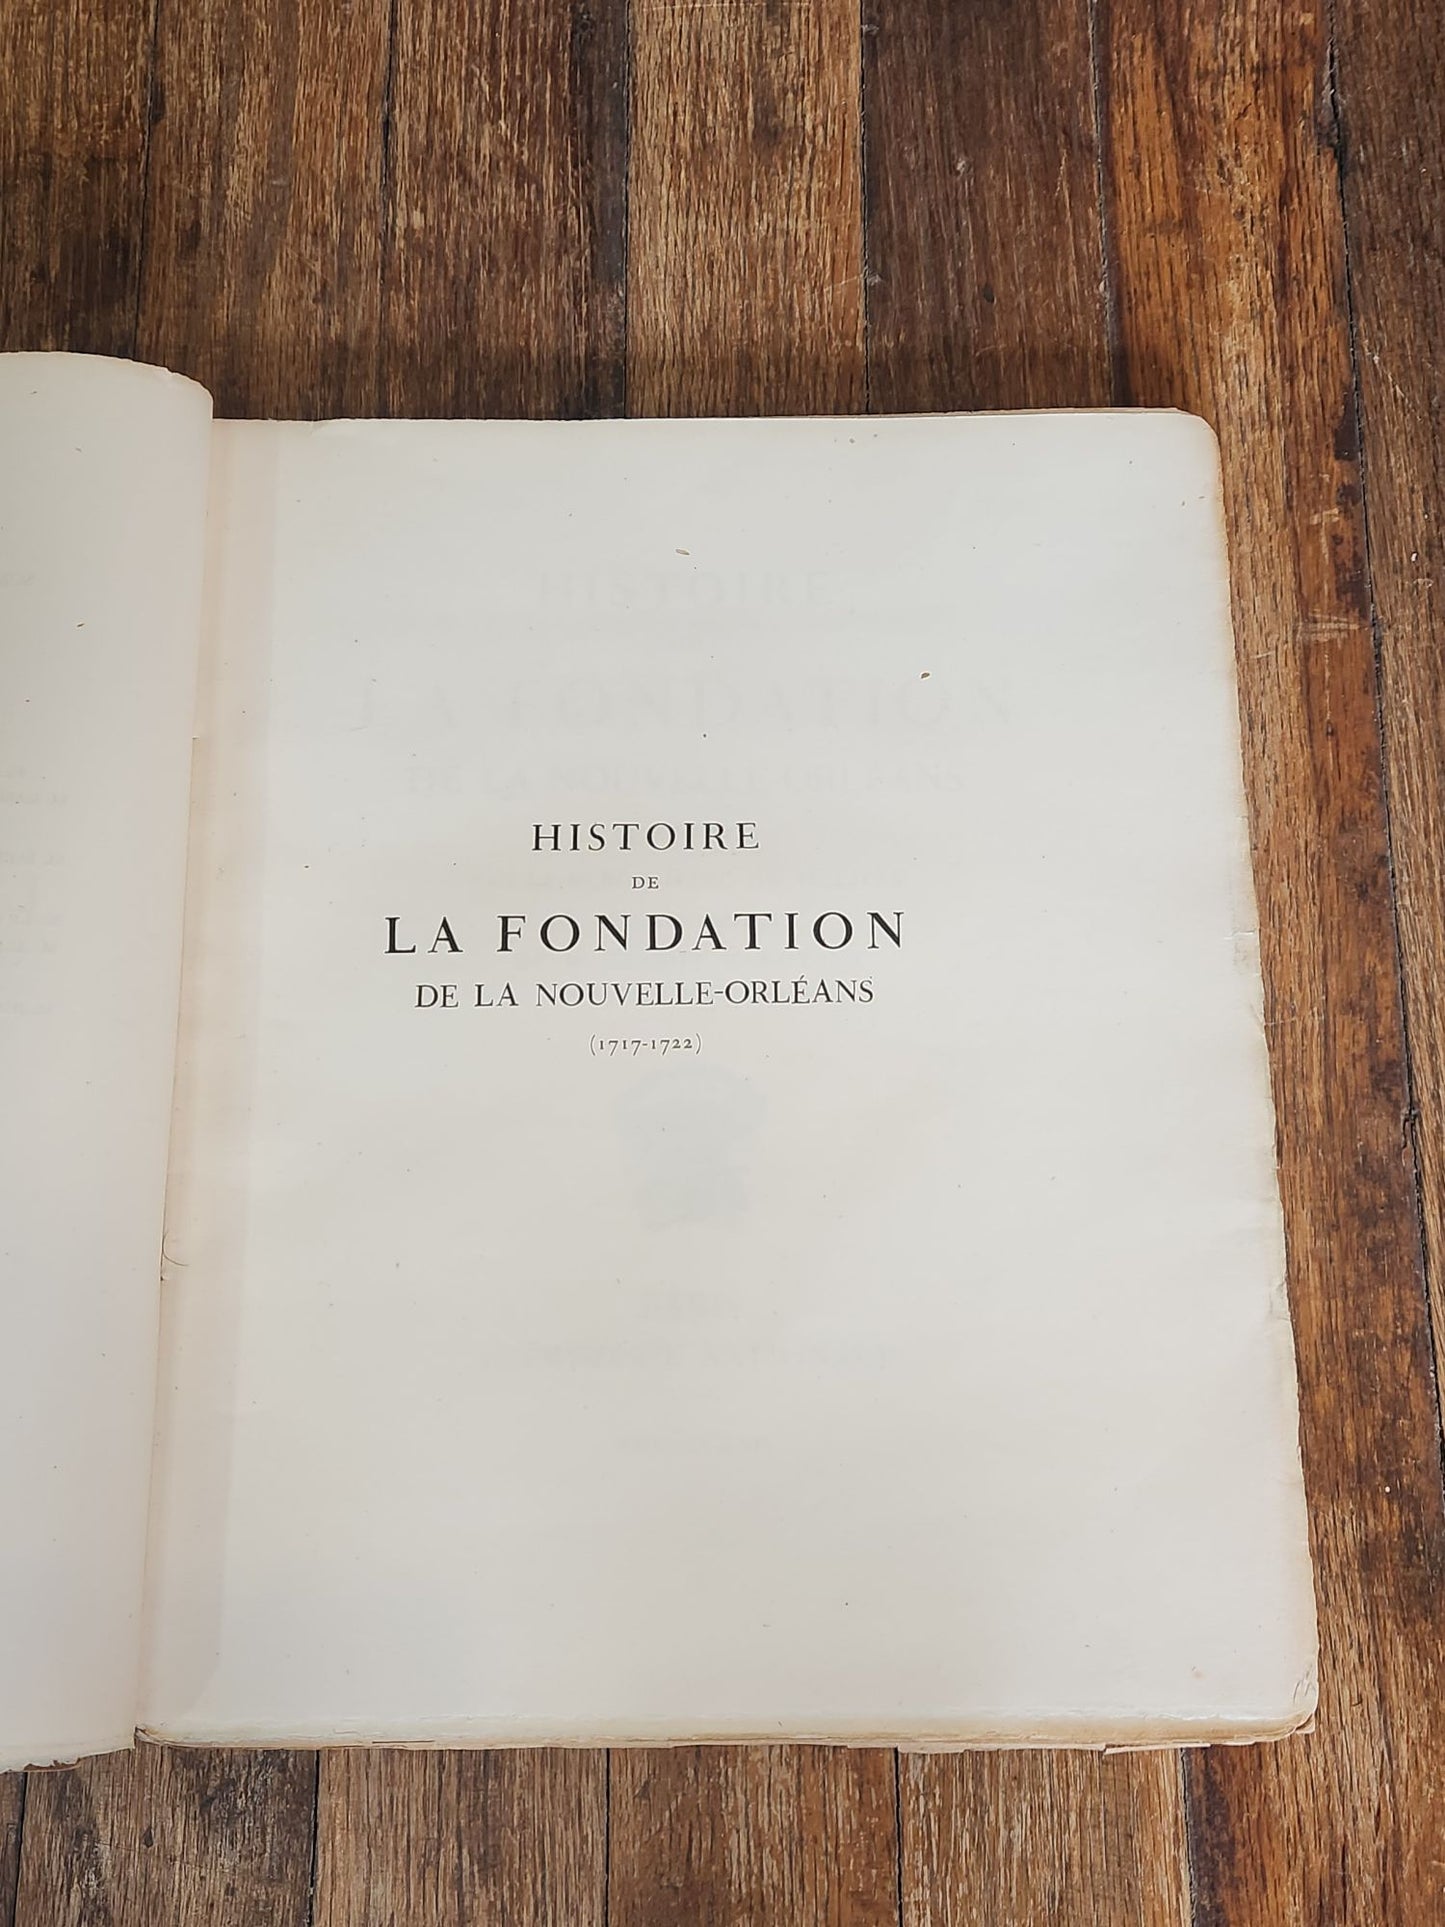 HISTOIRE
DE
LA FONDATION
DE LA NOUVELLE-ORLÉANS
(1717-1722)